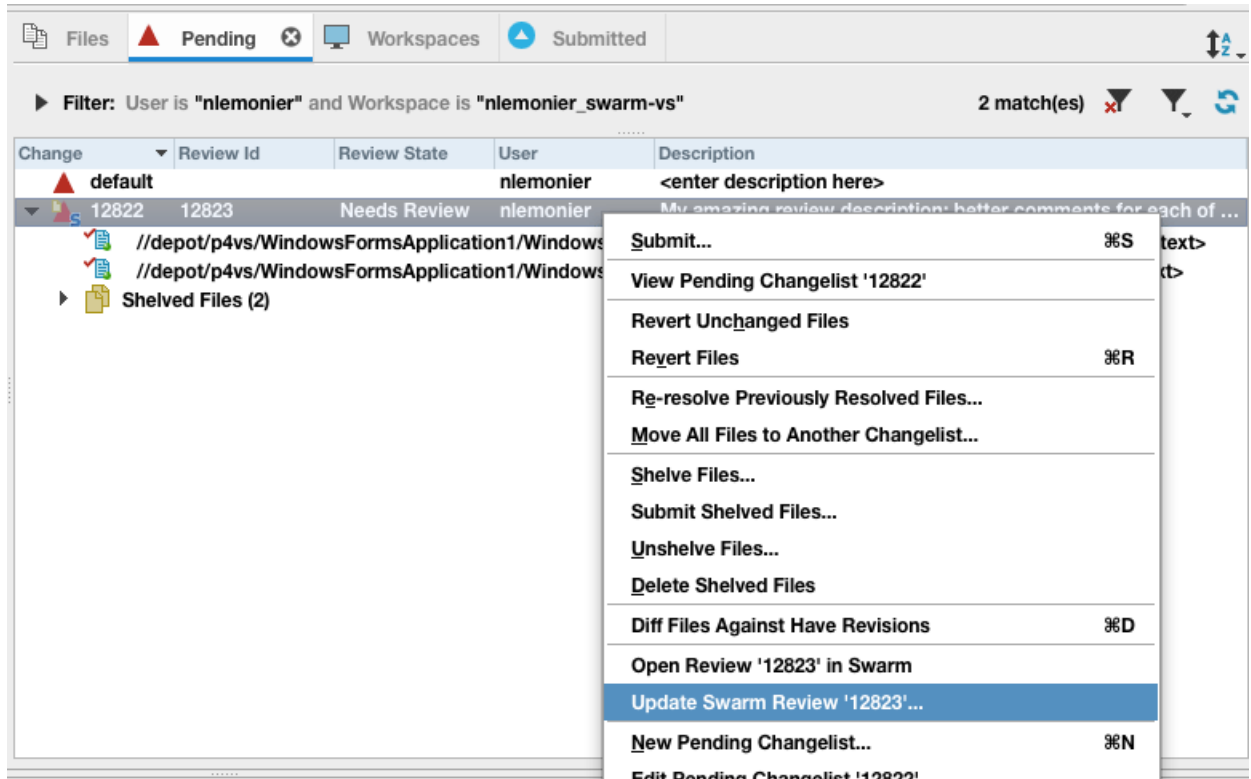 Files Pending Workspaces Submitted
Filter: User is "nlemonier" and Workspace is "nlemonier_swarm-vs" 2 match(es)
Change Review Id Review State User Description
default nlemonier <enter description here>
12822 12823 Needs Review nlemonier My amazing review description: better comments for each of ...
//depot/p4vs/WindowsFormsApplication1/Windows text>
//depot/p4vs/WindowsFormsApplication1/Windows
Shelved Files (2)
Submit... ⌘S
View Pending Changelist '12822'
Revert Unchanged Files
Revert Files ⌘R
Re-resolve Previously Resolved Files...
Move All Files to Another Changelist...
Shelve Files...
Submit Shelved Files...
Unshelve Files...
Delete Shelved Files
Diff Files Against Have Revisions ⌘D
Open Review '12823' in Swarm
Update Swarm Review '12823'...
New Pending Changelist... ⌘N
Edit Pending Changelist '12822'